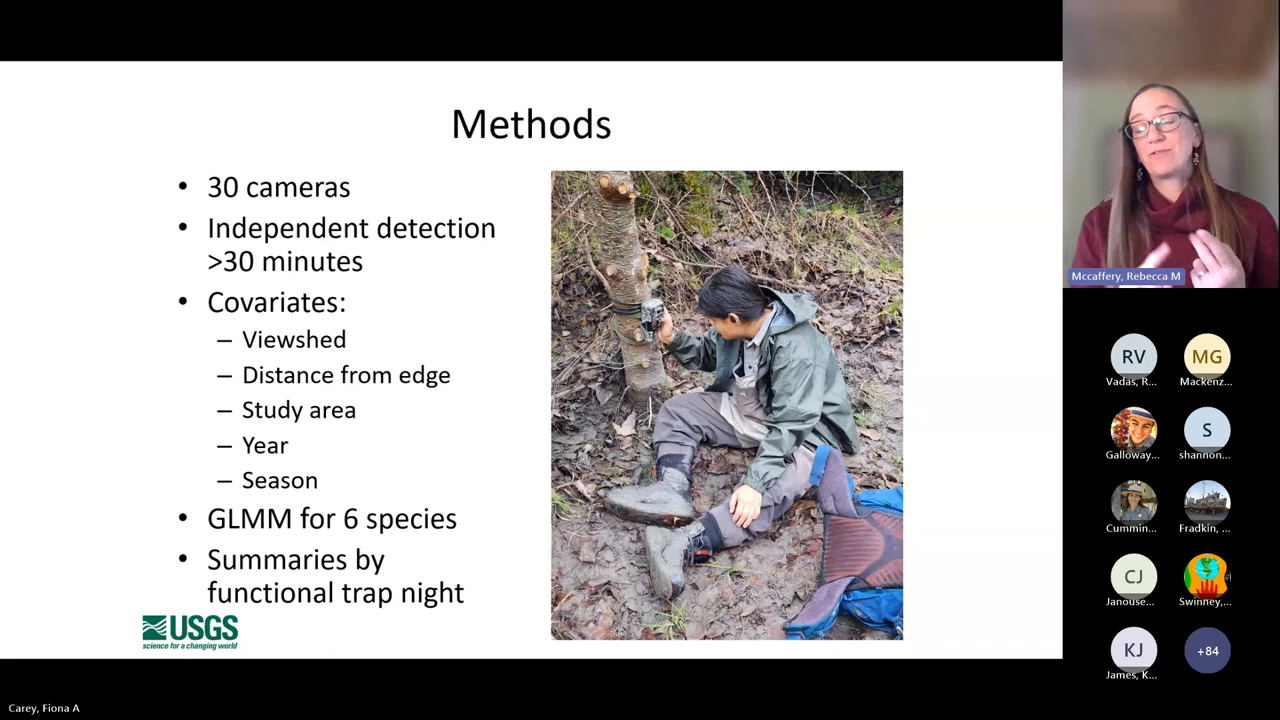 Methods
• 30 cameras
• Independent detection
>30 minutes
• Covariates:
– Viewshed
– Distance from edge
– Study area
– Year
– Season
• GLMM for 6 species
• Summaries by
functional trap night
USGS
science for a changing world
Mccaffery, Rebecca M
RV
MG
Vadas, R...
Mackenz...
S
Galloway...
shannon...
Cummin...
Fradkin, ...
CJ
Janouse...
Swinney,...
KJ
+84
James, K...
Carey, Fiona A